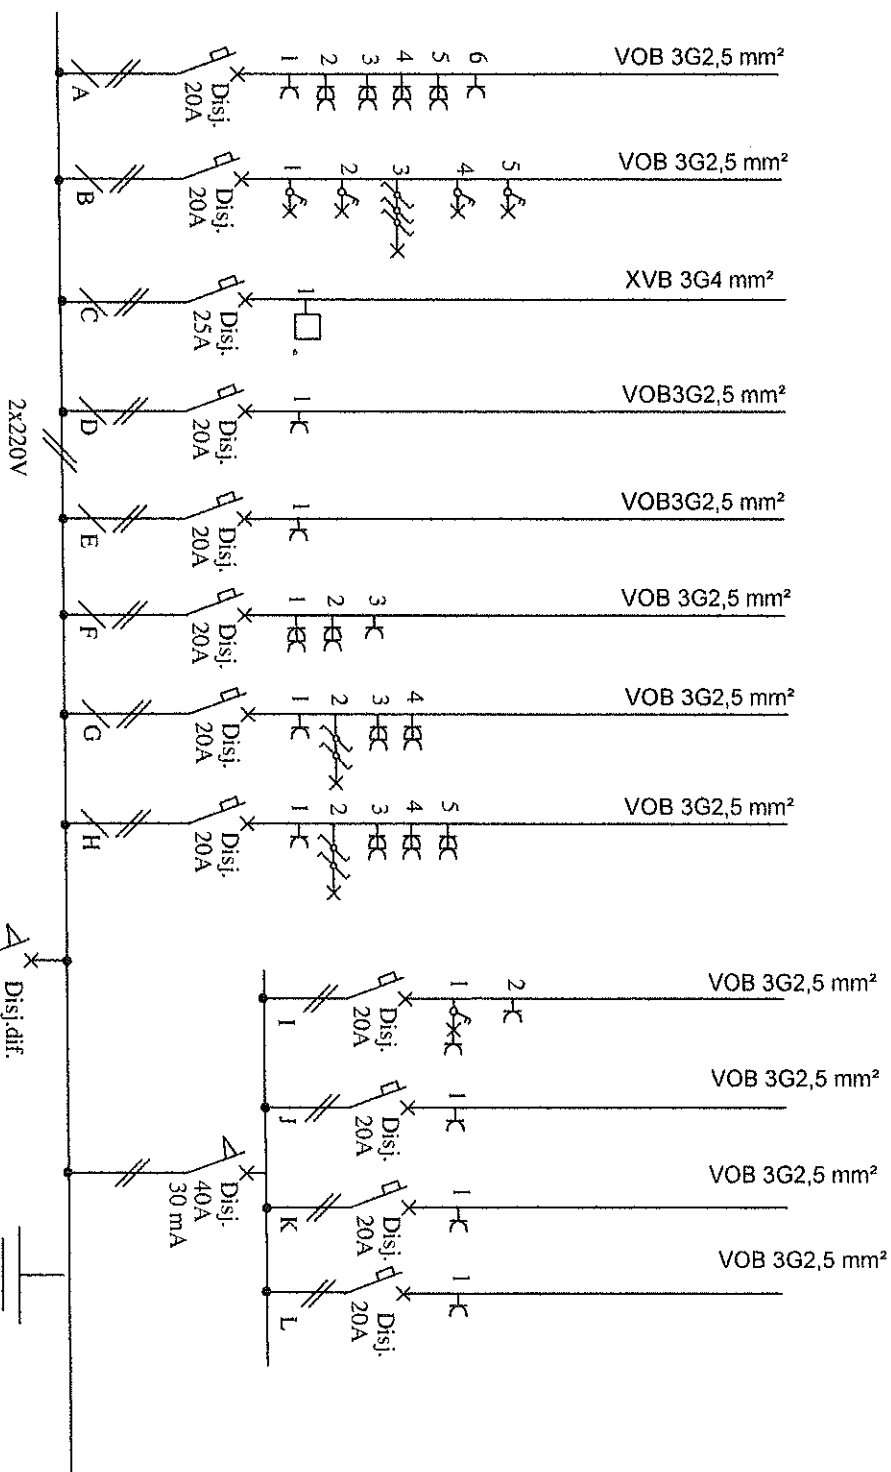 1 2 3 4 5 6
VOB 3G2,5 mm²
A
Disj.
20A
1 2 3 4 5
VOB 3G2,5 mm²
B
Disj.
20A
1
XVB 3G4 mm²
C
Disj.
25A
1
VOB3G2,5 mm²
D
Disj.
20A
2x220V
1
VOB3G2,5 mm²
E
Disj.
20A
1 2 3
VOB 3G2,5 mm²
F
Disj.
20A
1 2 3 4
VOB 3G2,5 mm²
G
Disj.
20A
1 2 3 4 5
VOB 3G2,5 mm²
H
Disj.
20A
Disj.dif.
1 2
VOB 3G2,5 mm²
I
Disj.
20A
1
VOB 3G2,5 mm²
J
Disj.
20A
Disj.
40A
30 mA
1
VOB 3G2,5 mm²
K
Disj.
20A
1
VOB 3G2,5 mm²
L
Disj.
20A